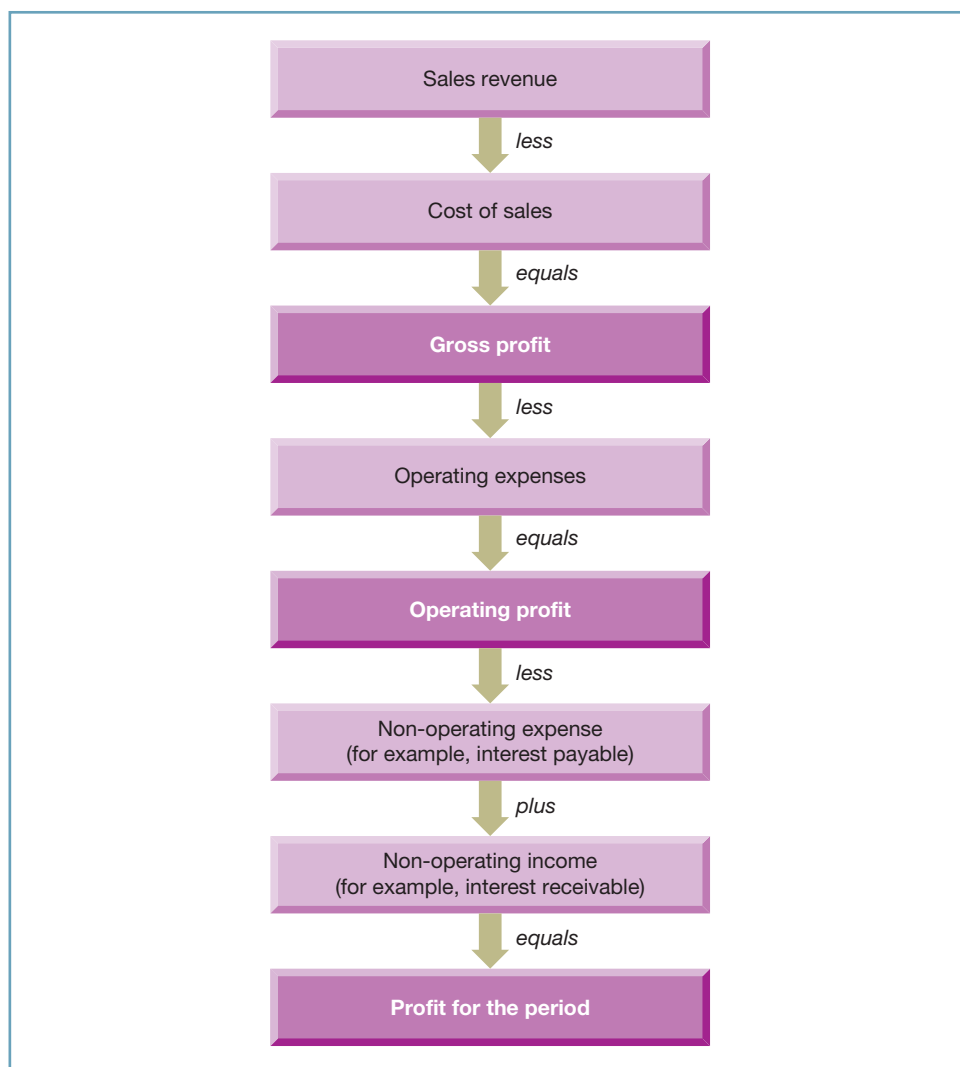 Sales revenue
less
Cost of sales
equals
Gross profit
less
Operating expenses
equals
Operating profit
less
Non-operating expense
(for example, interest payable)
plus
Non-operating income
(for example, interest receivable)
equals
Profit for the period